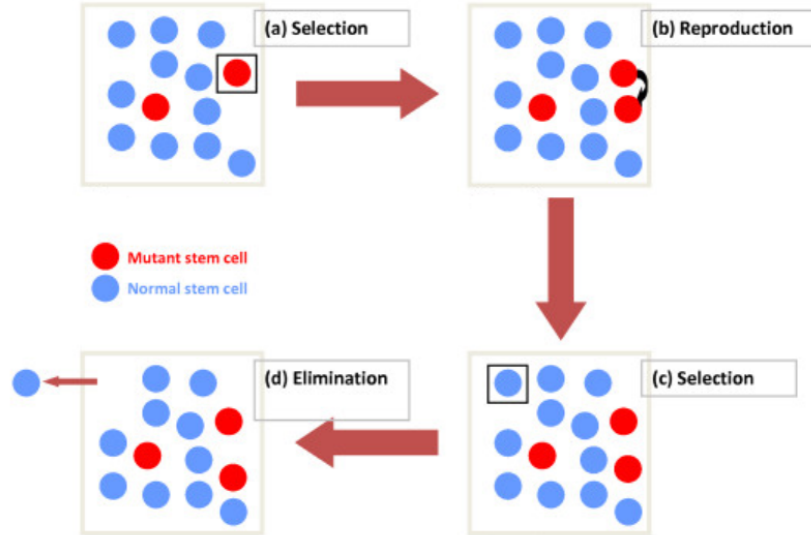 (a) Selection
(b) Reproduction
Mutant stem cell
Normal stem cell
(d) Elimination
(c) Selection